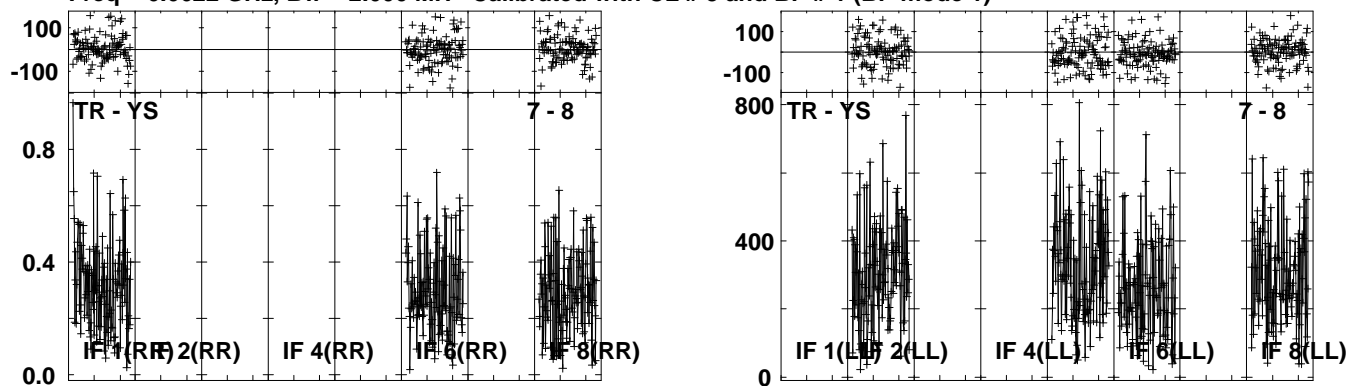 100
-100
TR - YS 7 - 8
0.8
0.4
0.0
IF 1(RR) IF 2(RR) IF 4(RR) IF 6(RR) IF 8(RR)
100
-100
TR - YS 7 - 8
800
400
0
IF 1(LL) IF 2(LL) IF 4(LL) IF 6(LL) IF 8(LL)